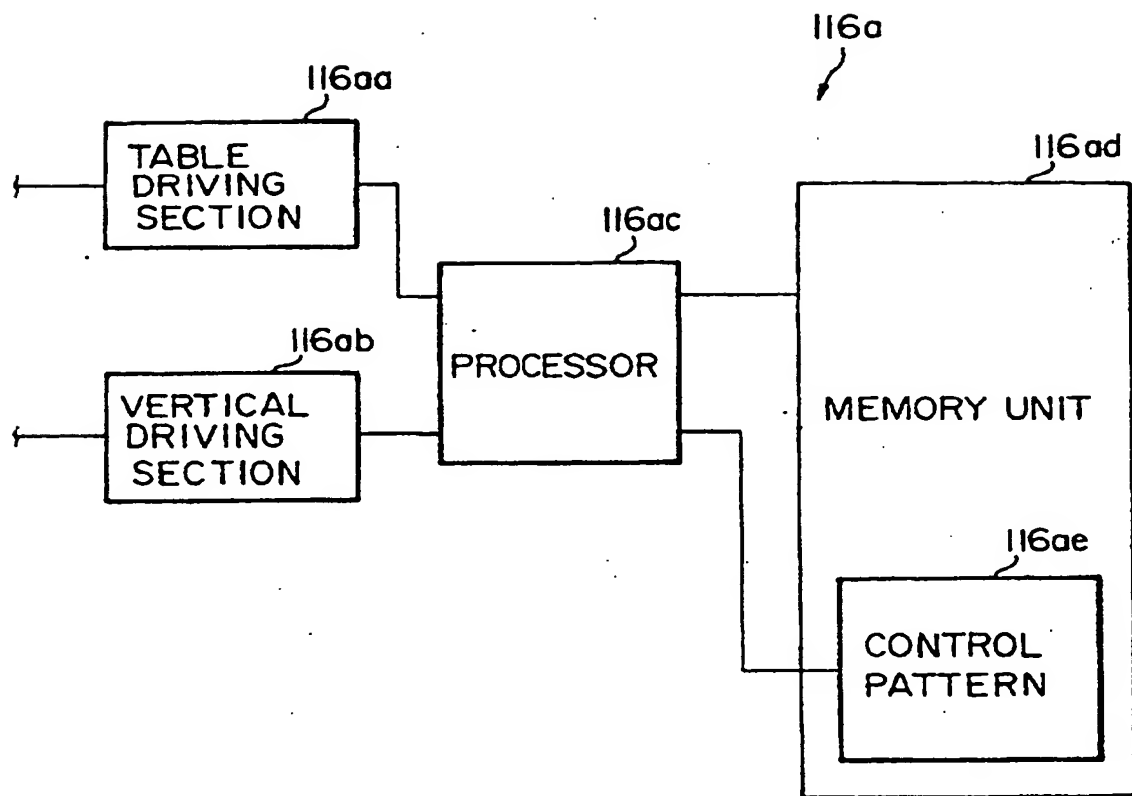 116a
116aa
TABLE
DRIVING
SECTION
116ad
116ac
PROCESSOR
116ab
VERTICAL
DRIVING
SECTION
MEMORY UNIT
116ae
CONTROL
PATTERN